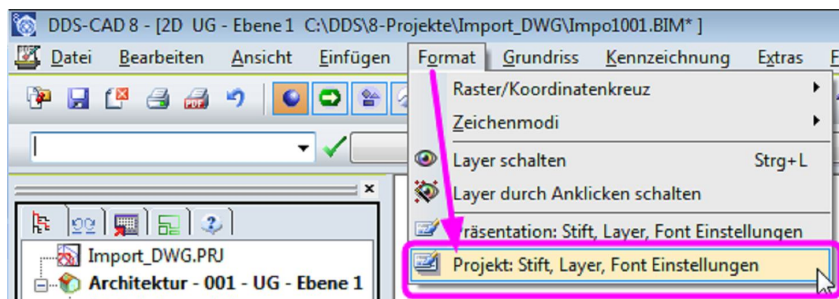 DDS-CAD 8 - [2D UG - Ebene 1 C:\DDS\8-Projekte\Import_DWG\Impo1001.BIM* ]
Datei Bearbeiten Ansicht Einfügen Format Grundriss Kennzeichnung Extras F
Raster/Koordinatenkreuz
Zeichenmodi
Layer schalten Strg+L
Layer durch Anklicken schalten
Präsentation: Stift, Layer, Font Einstellungen
Projekt: Stift, Layer, Font Einstellungen
Import_DWG.PRJ
Architektur - 001 - UG - Ebene 1